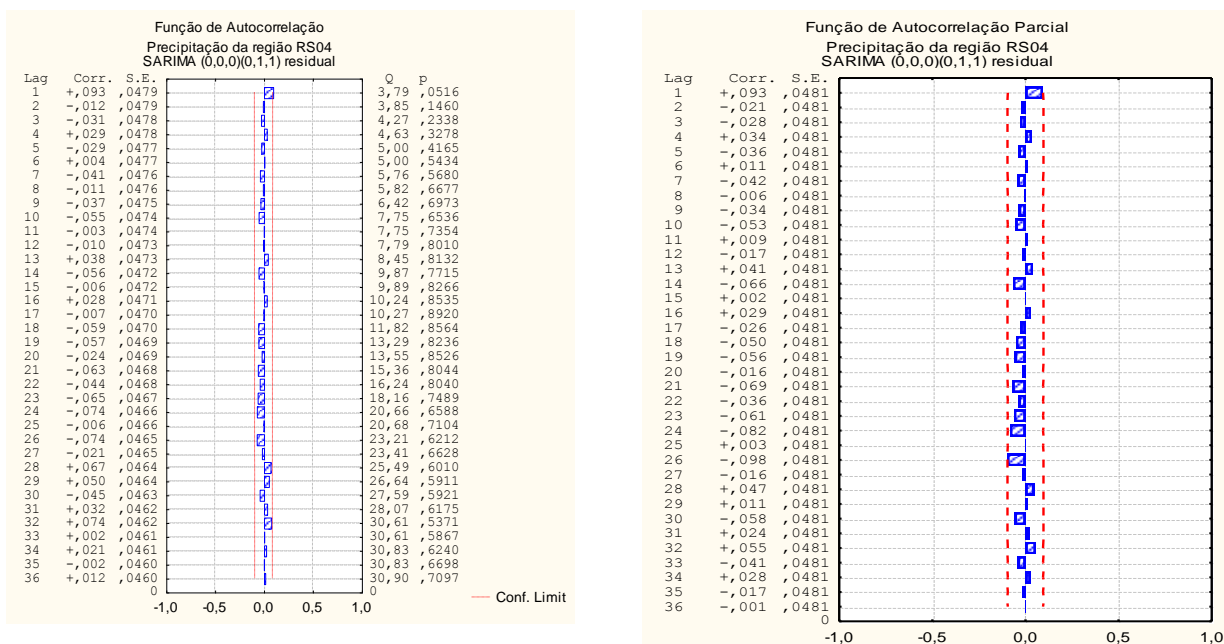 Função de Autocorrelação
Precipitação da região RS04
SARIMA (0,0,0)(0,1,1) residual
Lag Corr. S.E. Q p
1 +,093 ,0479 3,79 ,0516
2 -,012 ,0479 3,85 ,1460
3 -,031 ,0478 4,27 ,2338
4 +,029 ,0478 4,63 ,3278
5 -,029 ,0477 5,00 ,4165
6 +,004 ,0477 5,00 ,5434
7 -,041 ,0476 5,76 ,5680
8 -,011 ,0476 5,82 ,6677
9 -,037 ,0475 6,42 ,6973
10 -,055 ,0474 7,75 ,6536
11 -,003 ,0474 7,75 ,7354
12 -,010 ,0473 7,79 ,8010
13 +,038 ,0473 8,45 ,8132
14 -,056 ,0472 9,87 ,7715
15 -,006 ,0472 9,89 ,8266
16 +,028 ,0471 10,24 ,8535
17 -,007 ,0470 10,27 ,8920
18 -,059 ,0470 11,82 ,8564
19 -,057 ,0469 13,29 ,8236
20 -,024 ,0469 13,55 ,8526
21 -,063 ,0468 15,36 ,8044
22 -,044 ,0468 16,24 ,8040
23 -,065 ,0467 18,16 ,7489
24 -,074 ,0466 20,66 ,6588
25 -,006 ,0466 20,68 ,7104
26 -,074 ,0465 23,21 ,6212
27 -,021 ,0465 23,41 ,6628
28 +,067 ,0464 25,49 ,6010
29 +,050 ,0464 26,64 ,5911
30 -,045 ,0463 27,59 ,5921
31 +,032 ,0462 28,07 ,6175
32 +,074 ,0462 30,61 ,5371
33 +,002 ,0461 30,61 ,5867
34 +,021 ,0461 30,83 ,6240
35 -,002 ,0460 30,83 ,6698
36 +,012 ,0460 30,90 ,7097
0 0
-1,0 -0,5 0,0 0,5 1,0
Conf. Limit
Função de Autocorrelação Parcial
Precipitação da região RS04
SARIMA (0,0,0)(0,1,1) residual
Lag Corr. S.E.
1 +,093 ,0481
2 -,021 ,0481
3 -,028 ,0481
4 +,034 ,0481
5 -,036 ,0481
6 +,011 ,0481
7 -,042 ,0481
8 -,006 ,0481
9 -,034 ,0481
10 -,053 ,0481
11 +,009 ,0481
12 -,017 ,0481
13 +,041 ,0481
14 -,066 ,0481
15 +,002 ,0481
16 +,029 ,0481
17 -,026 ,0481
18 -,050 ,0481
19 -,056 ,0481
20 -,016 ,0481
21 -,069 ,0481
22 -,036 ,0481
23 -,061 ,0481
24 -,082 ,0481
25 +,003 ,0481
26 -,098 ,0481
27 -,016 ,0481
28 +,047 ,0481
29 +,011 ,0481
30 -,058 ,0481
31 +,024 ,0481
32 +,055 ,0481
33 -,041 ,0481
34 +,028 ,0481
35 -,017 ,0481
36 -,001 ,0481
0
-1,0 -0,5 0,0 0,5 1,0